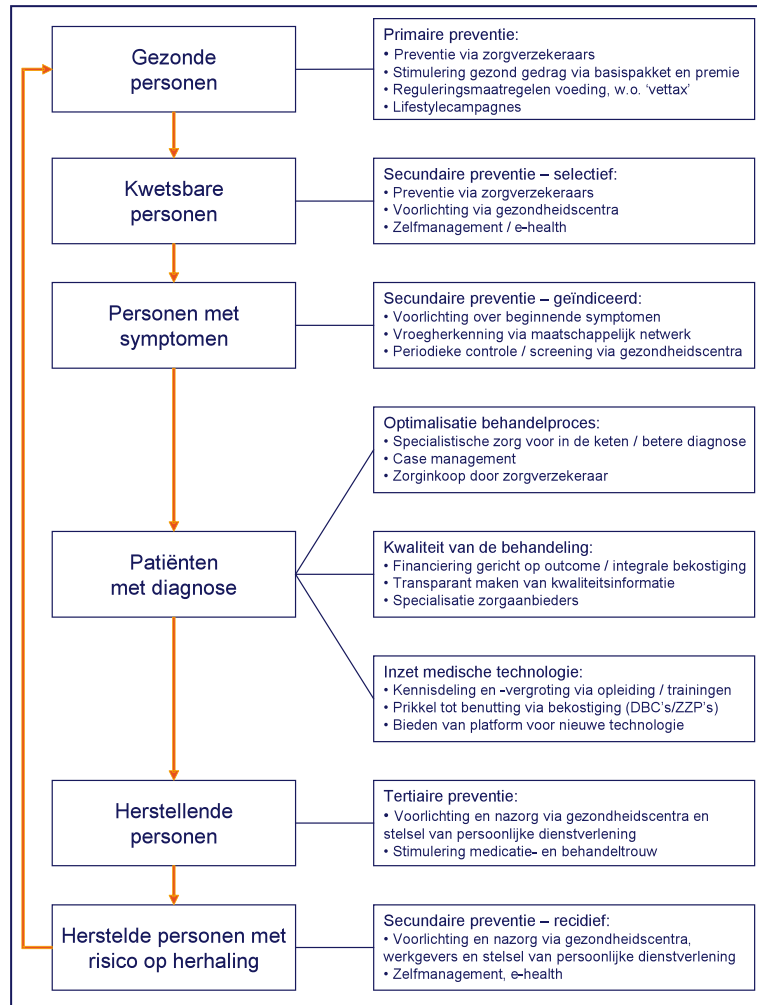 Gezonde
personen
Primaire preventie:
• Preventie via zorgverzekeraars
• Stimulering gezond gedrag via basispakket en premie
• Reguleringsmaatregelen voeding, w.o. ‘vettax’
• Lifestylecampagnes
Kwetsbare
personen
Secundaire preventie – selectief:
• Preventie via zorgverzekeraars
• Voorlichting via gezondheidscentra
• Zelfmanagement / e-health
Personen met
symptomen
Secundaire preventie – geïndiceerd:
• Voorlichting over beginnende symptomen
• Vroegherkenning via maatschappelijk netwerk
• Periodieke controle / screening via gezondheidscentra
Patiënten
met diagnose
Optimalisatie behandelproces:
• Specialistische zorg voor in de keten / betere diagnose
• Case management
• Zorginkoop door zorgverzekeraar
Kwaliteit van de behandeling:
• Financiering gericht op outcome / integrale bekostiging
• Transparant maken van kwaliteitsinformatie
• Specialisatie zorgaanbieders
Inzet medische technologie:
• Kennisdeling en -vergroting via opleiding / trainingen
• Prikkel tot benutting via bekostiging (DBC’s/ZZP’s)
• Bieden van platform voor nieuwe technologie
Herstellende
personen
Tertiaire preventie:
• Voorlichting en nazorg via gezondheidscentra en
stelsel van persoonlijke dienstverlening
• Stimulering medicatie- en behandeltrouw
Herstelde personen met
risico op herhaling
Secundaire preventie – recidief:
• Voorlichting en nazorg via gezondheidscentra,
werkgevers en stelsel van persoonlijke dienstverlening
• Zelfmanagement, e-health